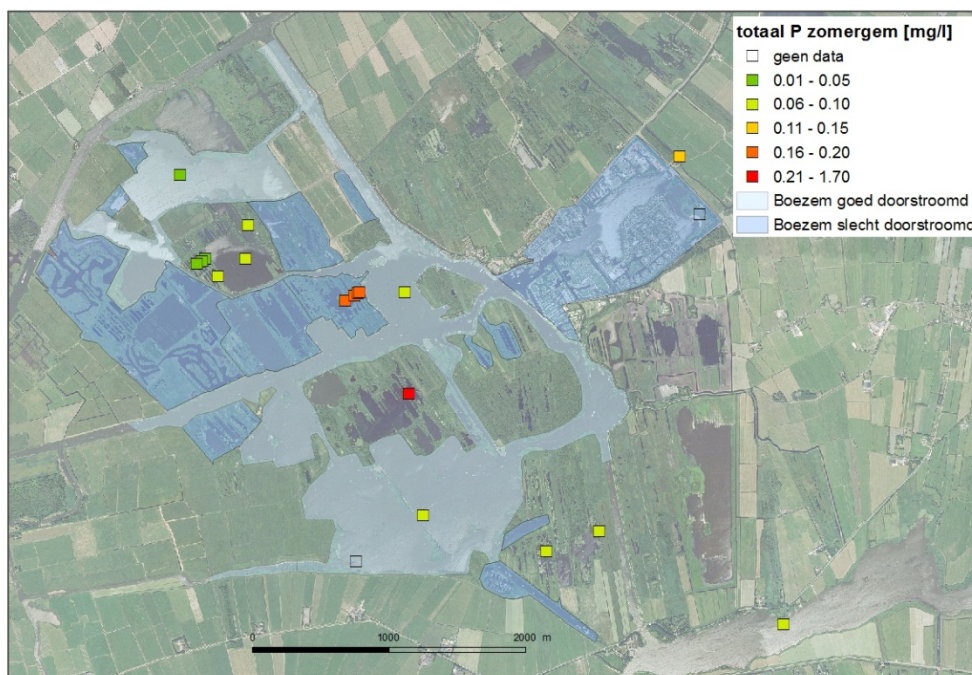 totaal P zomergem [mg/l]
geen data
0.01 - 0.05
0.06 - 0.10
0.11 - 0.15
0.16 - 0.20
0.21 - 1.70
Boezem goed doorstroomd
Boezem slecht doorstroomd
0 1000 2000 m